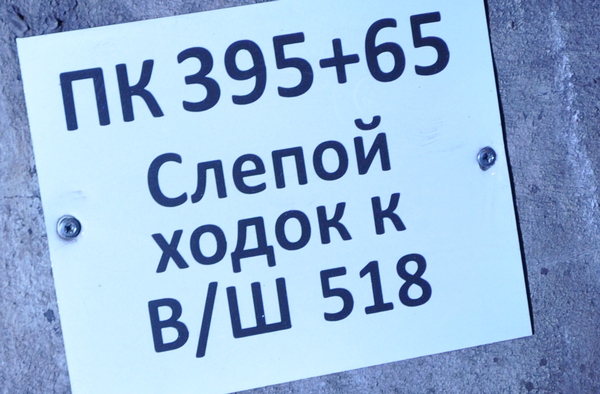 ПК 395+65
Слепой
ходок к
В/Ш 518